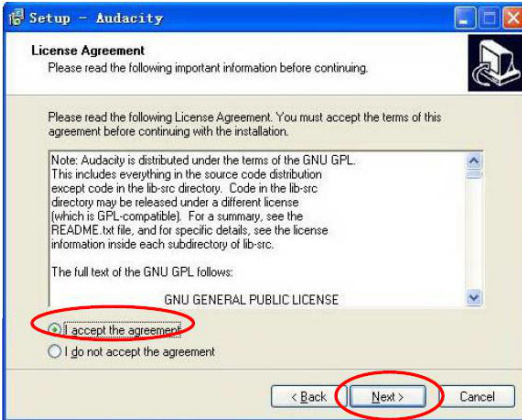 Setup - Audacity
License Agreement
Please read the following important information before continuing.
Please read the following License Agreement. You must accept the terms of this
agreement before continuing with the installation.
Note: Audacity is distributed under the terms of the GNU GPL.
This includes everything in the source code distribution
except code in the lib-src directory. Code in the lib-src
directory may be released under a different license
(which is GPL-compatible). For a summary, see the
README.txt file, and for specific details, see the license
information inside each subdirectory of lib-src.
The full text of the GNU GPL follows:
GNU GENERAL PUBLIC LICENSE
I accept the agreement
I do not accept the agreement
< Back
Next >
Cancel